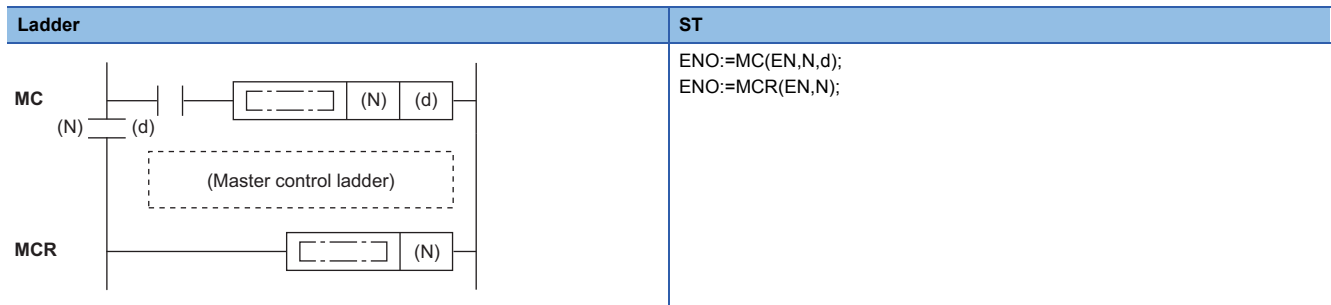 Ladder
ST
MC
(N)
(d)
(N)
(d)
(Master control ladder)
MCR
(N)
ENO:=MC(EN,N,d);
ENO:=MCR(EN,N);